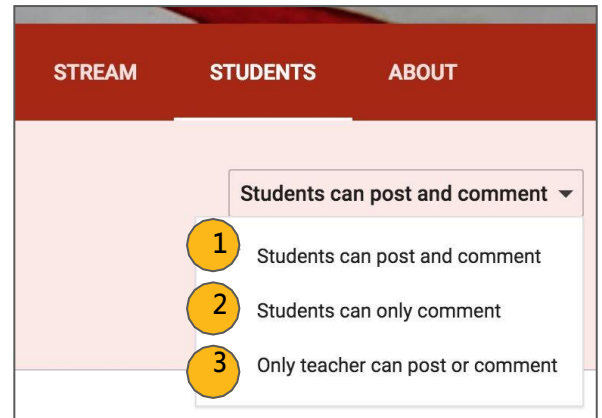 STREAM STUDENTS ABOUT
Students can post and comment
1 Students can post and comment
2 Students can only comment
3 Only teacher can post or comment